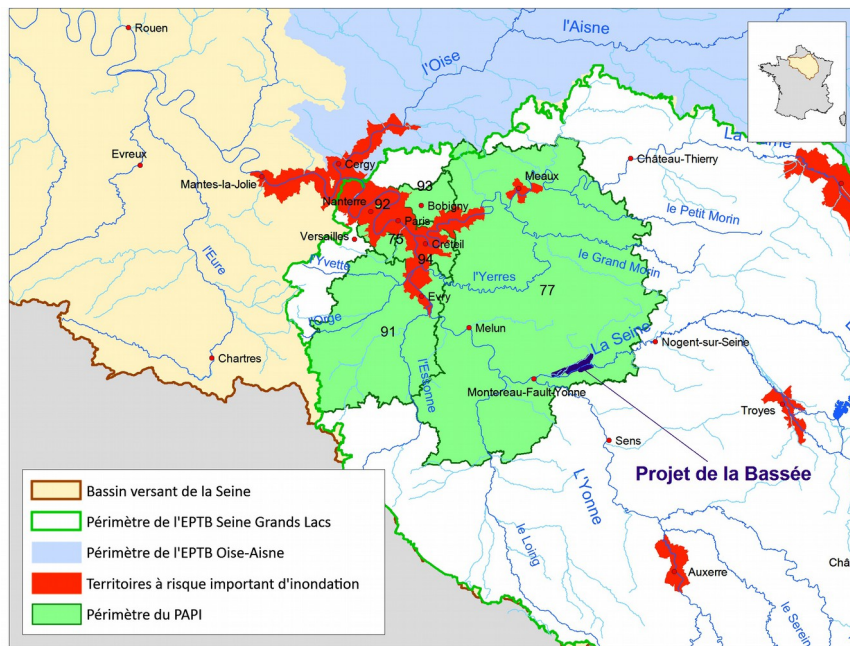 Rouen
l'Aisne
l'Oise
Evreux
Cergy
Château-Thierry
Mantes-la-Jolie
93
Meaux
Nanterre
92
Bobigny
le Petit Morin
Paris
Versailles
75
Créteil
l'Eure
94
le Grand Morin
l'Yvette
l'Yerres
77
Evry
l'Orge
91
Melun
La Seine
Nogent-sur-Seine
Chartres
l'Essonne
Montereau-Fault-Yonne
Troyes
Sens
Projet de la Bassée
L'Yonne
le Loing
Auxerre
le Serein
Bassin versant de la Seine
Périmètre de l'EPTB Seine Grands Lacs
Périmètre de l'EPTB Oise-Aisne
Territoires à risque important d'inondation
Périmètre du PAPI